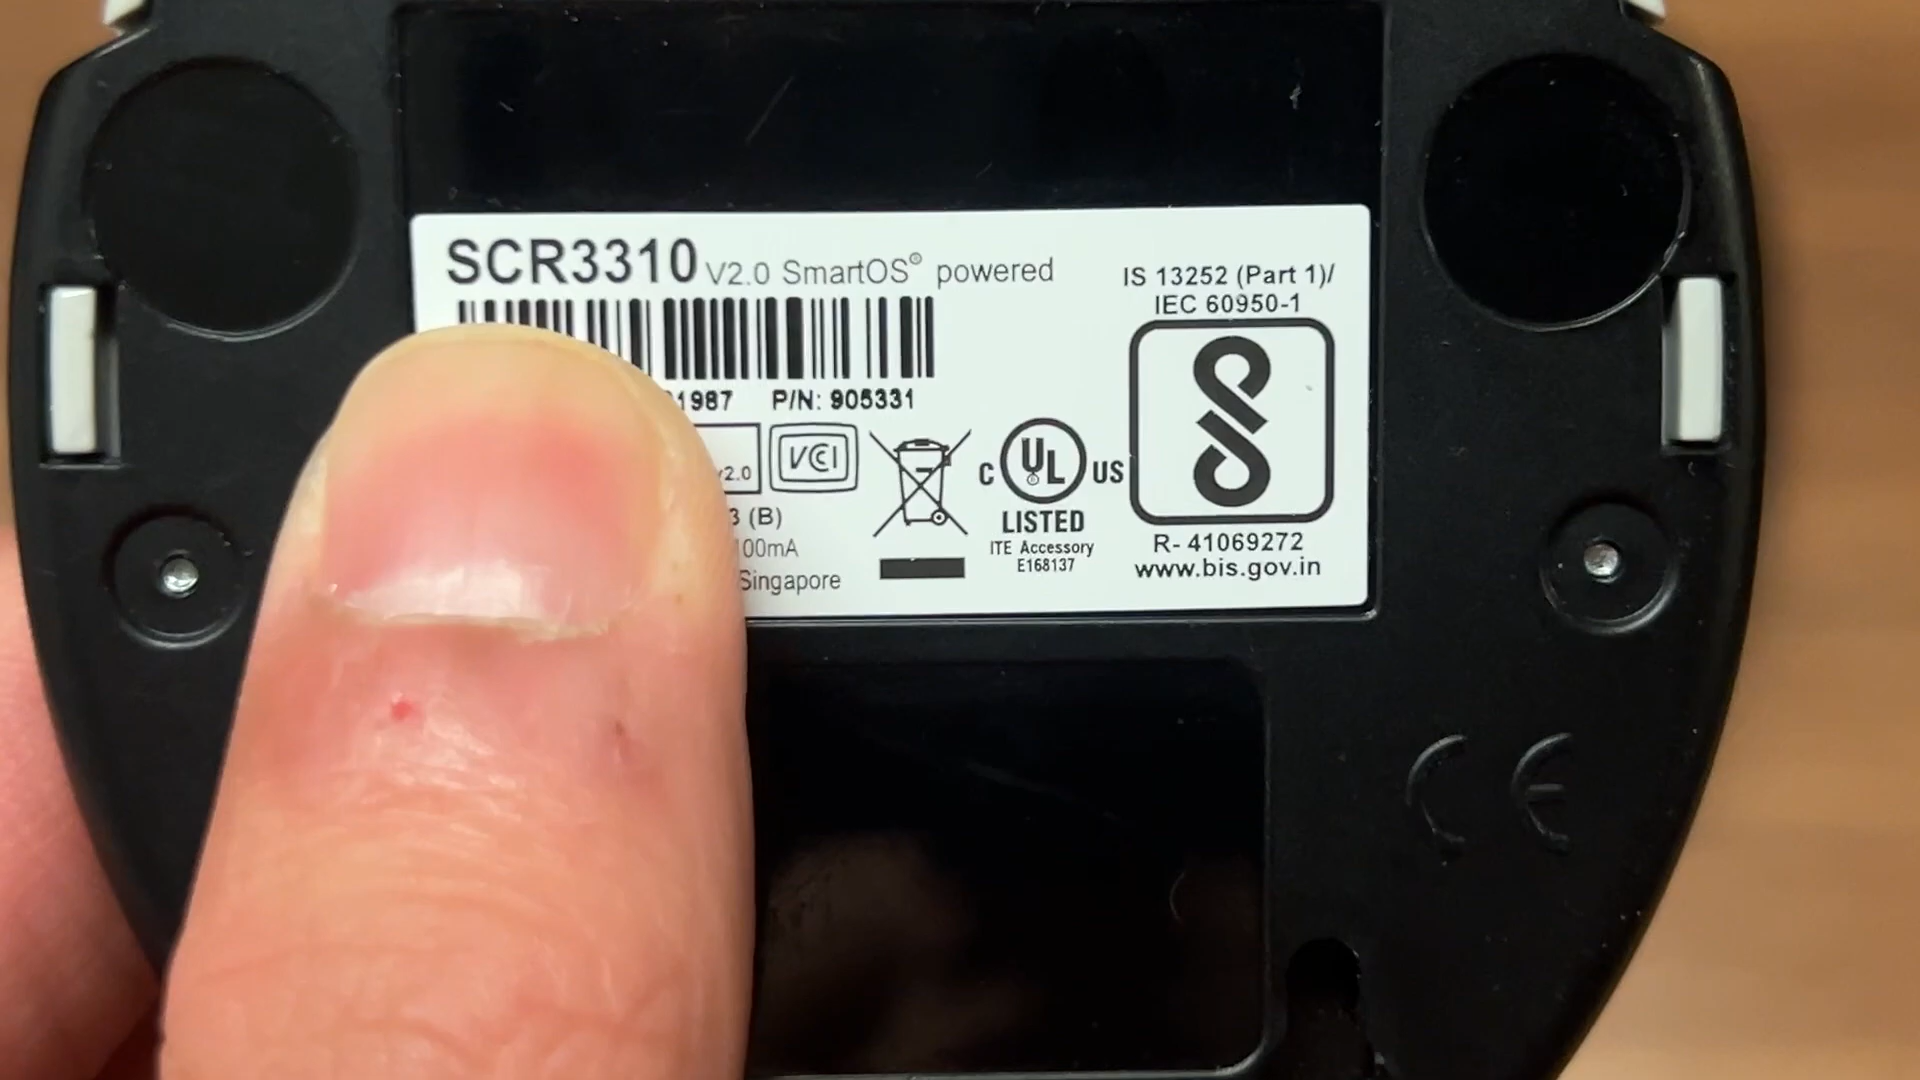 SCR3310 V2.0 SmartOS® powered
IS 13252 (Part 1)/
IEC 60950-1
1987 P/N: 905331
v2.0
VCI
C UL US
LISTED
ITE Accessory
E168137
3 (B)
100mA
Singapore
R- 41069272
www.bis.gov.in
CE